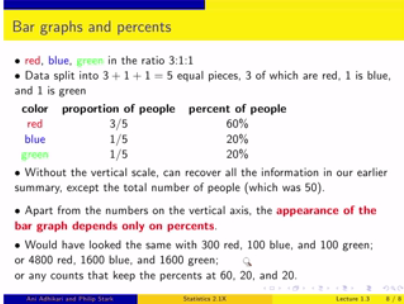 Bar graphs and percents
• red, blue, green in the ratio 3:1:1
• Data split into 3 + 1 + 1 = 5 equal pieces, 3 of which are red, 1 is blue,
and 1 is green
color proportion of people percent of people
red 3/5 60%
blue 1/5 20%
green 1/5 20%
• Without the vertical scale, can recover all the information in our earlier
summary, except the total number of people (which was 50).
• Apart from the numbers on the vertical axis, the appearance of the
bar graph depends only on percents.
• Would have looked the same with 300 red, 100 blue, and 100 green;
or 4800 red, 1600 blue, and 1600 green;
or any counts that keep the percents at 60, 20, and 20.
Ani Adhikari and Philip Stark Statistics 2.1X Lecture 1.3 8 / 8